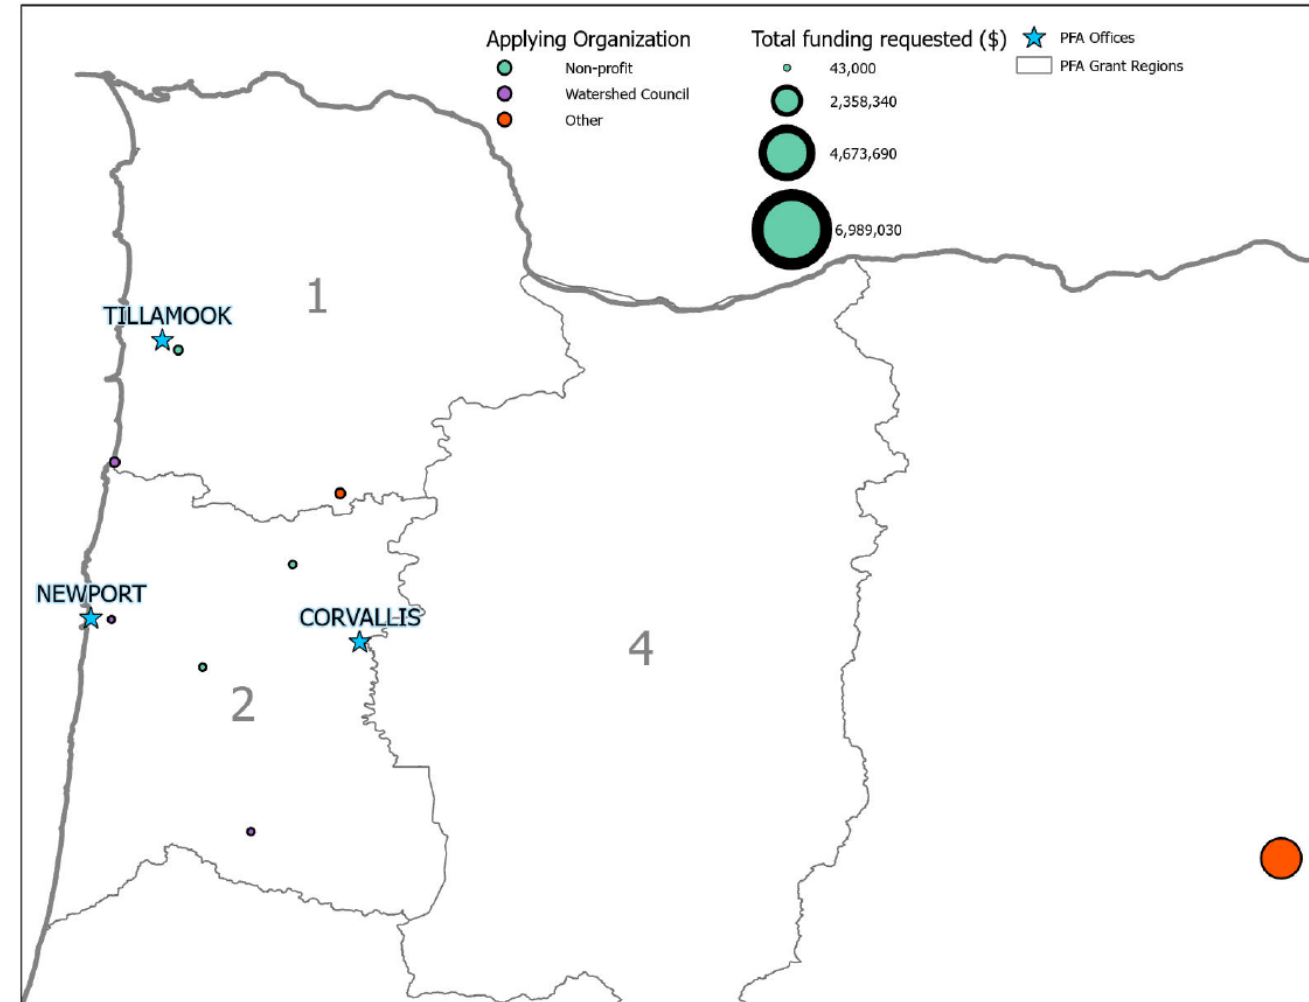 Applying Organization
Non-profit
Watershed Council
Other
Total funding requested ($)
43,000
2,358,340
4,673,690
6,989,030
PFA Offices
PFA Grant Regions
1
TILLAMOOK
NEWPORT
CORVALLIS
4
2